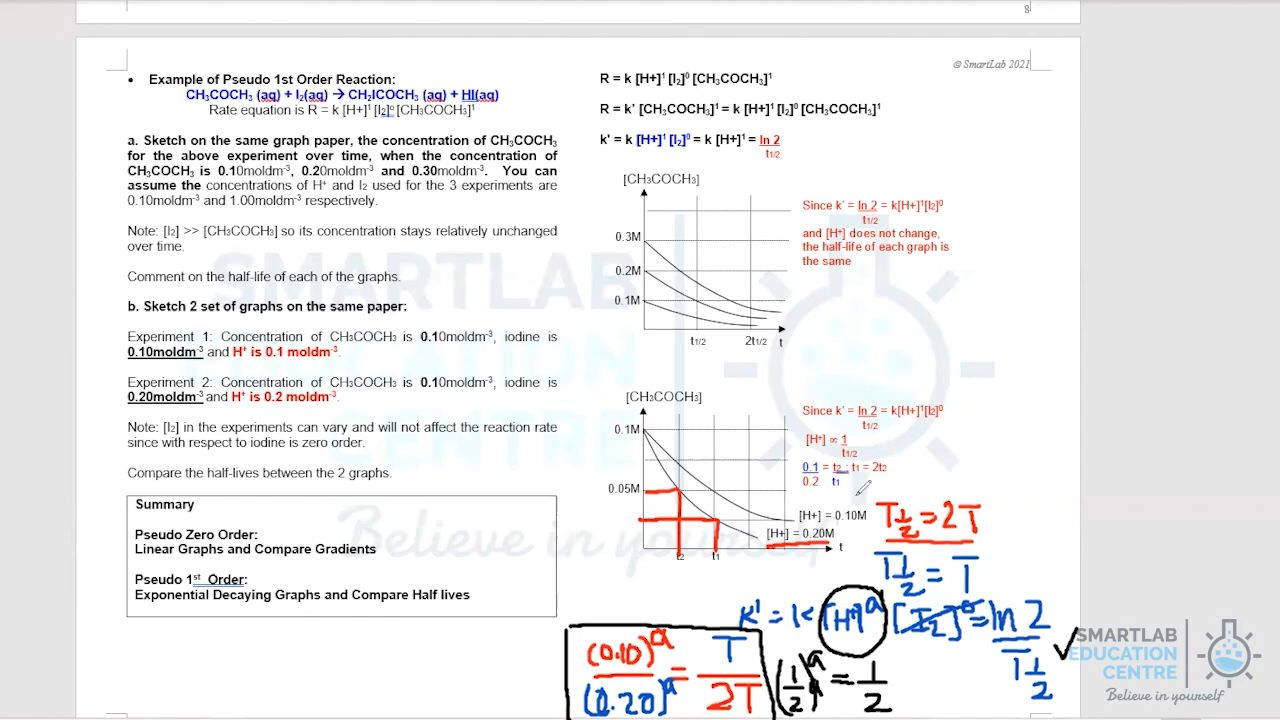 8
@ SmartLab 2021
• Example of Pseudo 1st Order Reaction:
CH₃COCH₃ (aq) + I₂(aq) → CH₂ICOCH₃ (aq) + HI(aq)
Rate equation is R = k [H+]¹ [I₂]⁰ [CH₃COCH₃]¹
a. Sketch on the same graph paper, the concentration of CH₃COCH₃
for the above experiment over time, when the concentration of
CH₃COCH₃ is 0.10moldm⁻³, 0.20moldm⁻³ and 0.30moldm⁻³. You can
assume the concentrations of H⁺ and I₂ used for the 3 experiments are
0.10moldm⁻³ and 1.00moldm⁻³ respectively.
Note: [I₂] >> [CH₃COCH₃] so its concentration stays relatively unchanged
over time.
Comment on the half-life of each of the graphs.
b. Sketch 2 set of graphs on the same paper:
Experiment 1: Concentration of CH₃COCH₃ is 0.10moldm⁻³, iodine is
0.10moldm⁻³ and H⁺ is 0.1 moldm⁻³.
Experiment 2: Concentration of CH₃COCH₃ is 0.10moldm⁻³, iodine is
0.20moldm⁻³ and H⁺ is 0.2 moldm⁻³.
Note: [I₂] in the experiments can vary and will not affect the reaction rate
since with respect to iodine is zero order.
Compare the half-lives between the 2 graphs.
Summary
Pseudo Zero Order:
Linear Graphs and Compare Gradients
Pseudo 1st Order:
Exponential Decaying Graphs and Compare Half lives
R = k [H+]¹ [I₂]⁰ [CH₃COCH₃]¹
R = k' [CH₃COCH₃]¹ = k [H+]¹ [I₂]⁰ [CH₃COCH₃]¹
k' = k [H+]¹ [I₂]⁰ = k [H+]¹ = ln 2
t1/2
[CH₃COCH₃]
0.3M
0.2M
0.1M
t1/2 2t1/2 t
Since k' = ln 2 = k[H+]¹[I₂]⁰
t1/2
and [H+] does not change,
the half-life of each graph is
the same
[CH₃COCH₃]
0.1M
0.05M
t₂ t₁ t
[H+] = 0.10M
[H+] = 0.20M
Since k' = ln 2 = k[H+]¹[I₂]⁰
t1/2
[H+] ∝ 1
t1/2
0.1 = t₂ ; t₁ = 2t₂
0.2 t₁
T½ = 2T
T½ = T
k' = k [H+]ᵃ [I₂]⁰ = ln 2
T½
(0.10)ᵃ = T
(0.20)ᵃ 2T
(½)ᵃ = ½
SMARTLAB
EDUCATION
CENTRE
Believe in yourself
SMARTLAB
EDUCATION
CENTRE
Believe in yourself